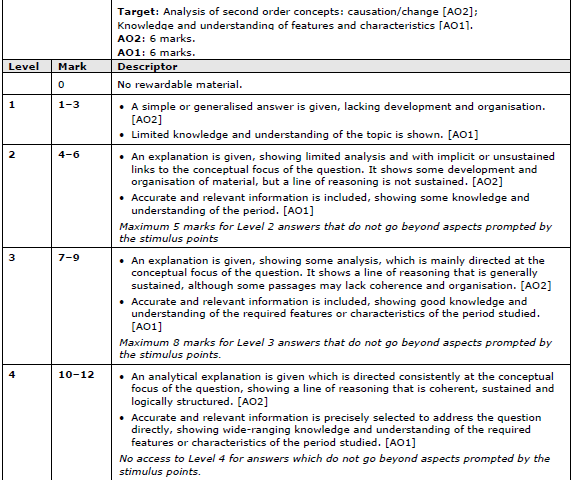 Target: Analysis of second order concepts: causation/change [AO2];
Knowledge and understanding of features and characteristics [AO1].
AO2: 6 marks.
AO1: 6 marks.
Level Mark Descriptor
0 No rewardable material.
1 1–3 • A simple or generalised answer is given, lacking development and organisation.
[AO2]
• Limited knowledge and understanding of the topic is shown. [AO1]
2 4–6 • An explanation is given, showing limited analysis and with implicit or unsustained
links to the conceptual focus of the question. It shows some development and
organisation of material, but a line of reasoning is not sustained. [AO2]
• Accurate and relevant information is included, showing some knowledge and
understanding of the period. [AO1]
Maximum 5 marks for Level 2 answers that do not go beyond aspects prompted by
the stimulus points
3 7–9 • An explanation is given, showing some analysis, which is mainly directed at the
conceptual focus of the question. It shows a line of reasoning that is generally
sustained, although some passages may lack coherence and organisation. [AO2]
• Accurate and relevant information is included, showing good knowledge and
understanding of the required features or characteristics of the period studied.
[AO1]
Maximum 8 marks for Level 3 answers that do not go beyond aspects prompted by
the stimulus points.
4 10–12 • An analytical explanation is given which is directed consistently at the conceptual
focus of the question, showing a line of reasoning that is coherent, sustained and
logically structured. [AO2]
• Accurate and relevant information is precisely selected to address the question
directly, showing wide-ranging knowledge and understanding of the required
features or characteristics of the period studied. [AO1]
No access to Level 4 for answers which do not go beyond aspects prompted by the
stimulus points.